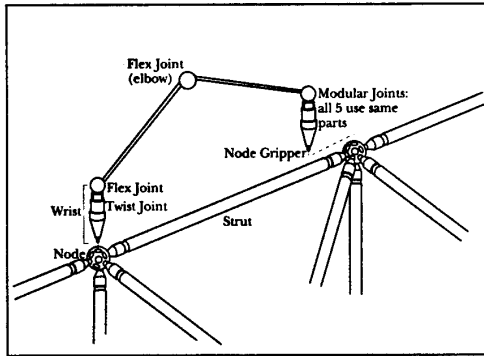 Flex Joint
(elbow)
Modular Joints:
all 5 use same
parts
Node Gripper
Flex Joint
Wrist
Twist Joint
Strut
Node